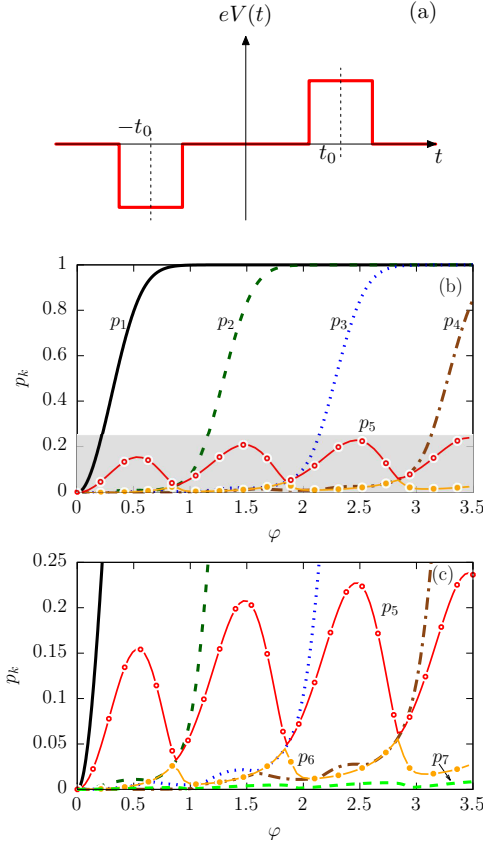 eV(t) (a)
−t₀
t₀ t
1
0.8
0.6
0.4
0.2
0
pₖ
p₁ p₂ p₃ p₄ (b)
p₅
0 0.5 1 1.5 2 2.5 3 3.5
φ
0.25
0.2
0.15
0.1
0.05
0
pₖ
(c)
p₅
p₆ p₇
0 0.5 1 1.5 2 2.5 3 3.5
φ